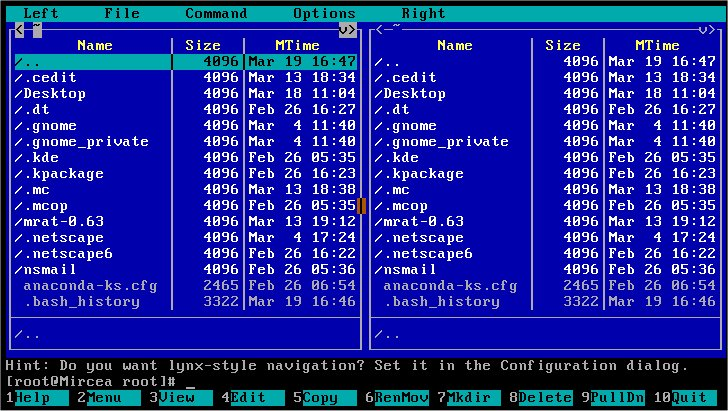 Left File Command Options Right
<-~ v> <-~ v>
Name Size MTime Name Size MTime
/.. 4096 Mar 19 16:47 /.. 4096 Mar 19 16:47
/.cedit 4096 Mar 13 18:34 /.cedit 4096 Mar 13 18:34
/Desktop 4096 Mar 18 11:04 /Desktop 4096 Mar 18 11:04
/.dt 4096 Feb 26 16:27 /.dt 4096 Feb 26 16:27
/.gnome 4096 Mar 4 11:40 /.gnome 4096 Mar 4 11:40
/.gnome_private 4096 Mar 4 11:40 /.gnome_private 4096 Mar 4 11:40
/.kde 4096 Feb 26 05:35 /.kde 4096 Feb 26 05:35
/.kpackage 4096 Feb 26 16:23 /.kpackage 4096 Feb 26 16:23
/.mc 4096 Mar 13 18:38 /.mc 4096 Mar 13 18:38
/.mcop 4096 Feb 26 05:35 /.mcop 4096 Feb 26 05:35
/mrat-0.63 4096 Mar 13 19:12 /mrat-0.63 4096 Mar 13 19:12
/.netscape 4096 Mar 4 17:24 /.netscape 4096 Mar 4 17:24
/.netscape6 4096 Feb 26 16:22 /.netscape6 4096 Feb 26 16:22
/nsmail 4096 Feb 26 05:36 /nsmail 4096 Feb 26 05:36
anaconda-ks.cfg 2465 Feb 26 06:54 anaconda-ks.cfg 2465 Feb 26 06:54
.bash_history 3322 Mar 19 16:46 .bash_history 3322 Mar 19 16:46
/.. /..
Hint: Do you want lynx-style navigation? Set it in the Configuration dialog.
[root@Mircea root]# _
1Help 2Menu 3View 4Edit 5Copy 6RenMov 7Mkdir 8Delete 9PullDn 10Quit